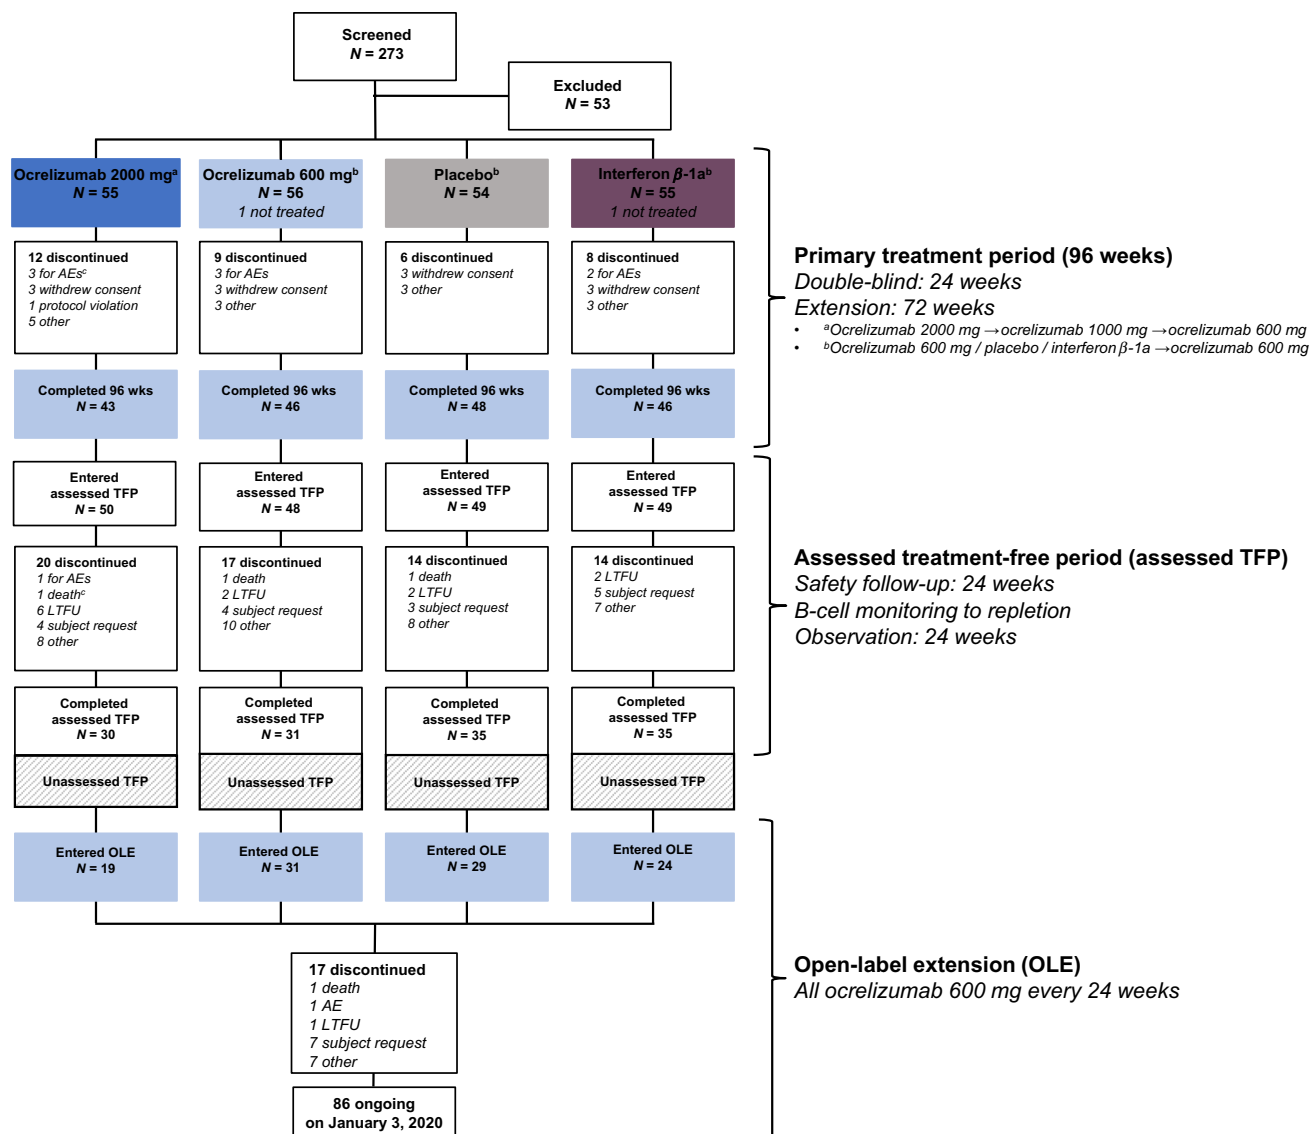 Screened
N = 273
Excluded
N = 53
Ocrelizumab 2000 mgᵃ
N = 55
Ocrelizumab 600 mgᵇ
N = 56
1 not treated
Placeboᵇ
N = 54
Interferon β-1aᵇ
N = 55
1 not treated
12 discontinued
3 for AEsᶜ
3 withdrew consent
1 protocol violation
5 other
9 discontinued
3 for AEs
3 withdrew consent
3 other
6 discontinued
3 withdrew consent
3 other
8 discontinued
2 for AEs
3 withdrew consent
3 other
Primary treatment period (96 weeks)
Double-blind: 24 weeks
Extension: 72 weeks
• ᵃOcrelizumab 2000 mg →ocrelizumab 1000 mg →ocrelizumab 600 mg
• ᵇOcrelizumab 600 mg / placebo / interferon β-1a →ocrelizumab 600 mg
Completed 96 wks
N = 43
Completed 96 wks
N = 46
Completed 96 wks
N = 48
Completed 96 wks
N = 46
Entered
assessed TFP
N = 50
Entered
assessed TFP
N = 48
Entered
assessed TFP
N = 49
Entered
assessed TFP
N = 49
20 discontinued
1 for AEs
1 deathᶜ
6 LTFU
4 subject request
8 other
17 discontinued
1 death
2 LTFU
4 subject request
10 other
14 discontinued
1 death
2 LTFU
3 subject request
8 other
14 discontinued
2 LTFU
5 subject request
7 other
Assessed treatment-free period (assessed TFP)
Safety follow-up: 24 weeks
B-cell monitoring to repletion
Observation: 24 weeks
Completed
assessed TFP
N = 30
Completed
assessed TFP
N = 31
Completed
assessed TFP
N = 35
Completed
assessed TFP
N = 35
Unassessed TFP
Unassessed TFP
Unassessed TFP
Unassessed TFP
Entered OLE
N = 19
Entered OLE
N = 31
Entered OLE
N = 29
Entered OLE
N = 24
17 discontinued
1 death
1 AE
1 LTFU
7 subject request
7 other
Open-label extension (OLE)
All ocrelizumab 600 mg every 24 weeks
86 ongoing
on January 3, 2020